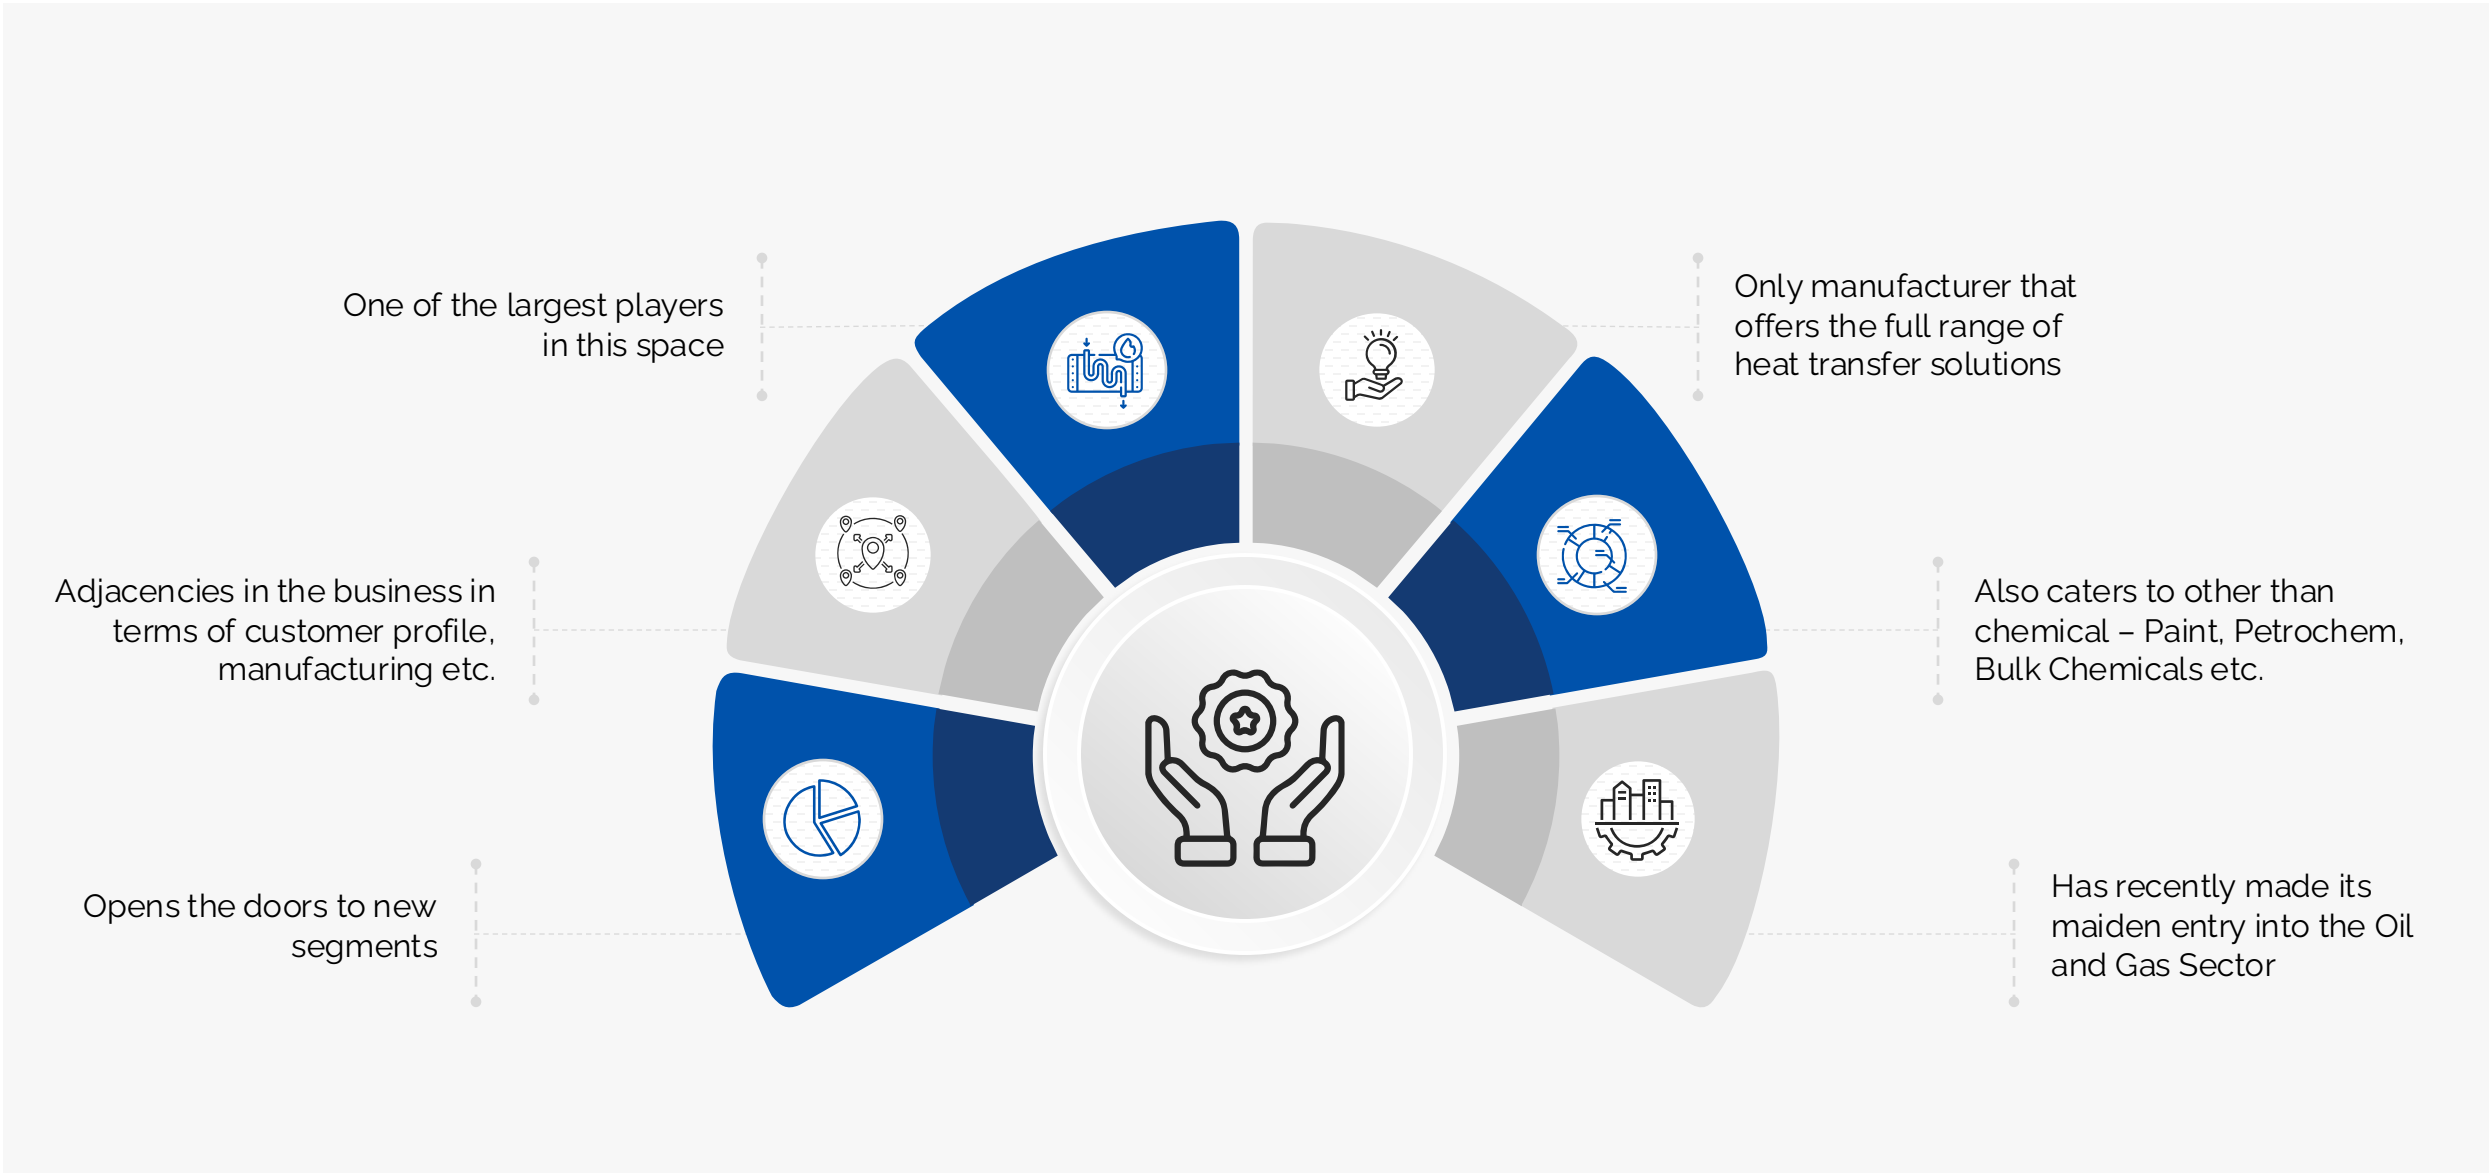 One of the largest players
in this space
Only manufacturer that
offers the full range of
heat transfer solutions
Adjacencies in the business in
terms of customer profile,
manufacturing etc.
Also caters to other than
chemical – Paint, Petrochem,
Bulk Chemicals etc.
Opens the doors to new
segments
Has recently made its
maiden entry into the Oil
and Gas Sector